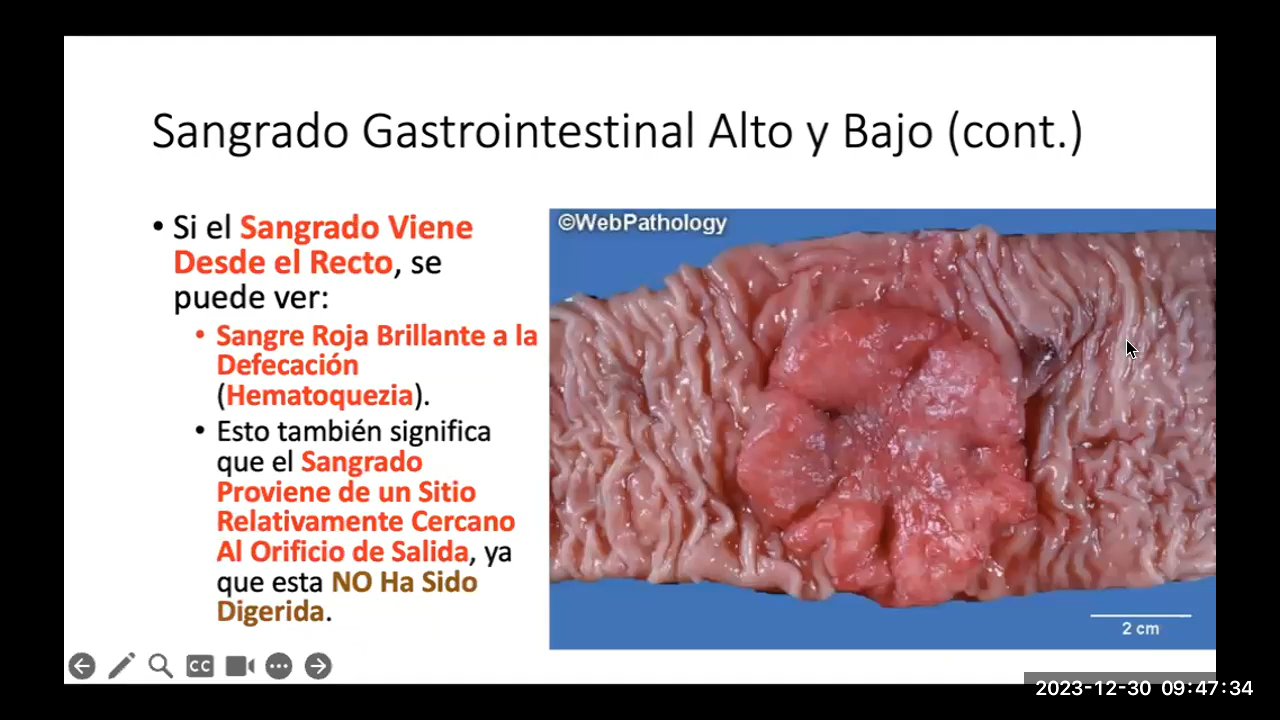 Sangrado Gastrointestinal Alto y Bajo (cont.)
• Si el Sangrado Viene
Desde el Recto, se
puede ver:
• Sangre Roja Brillante a la
Defecación
(Hematoquezia).
• Esto también significa
que el Sangrado
Proviene de un Sitio
Relativamente Cercano
Al Orificio de Salida, ya
que esta NO Ha Sido
Digerida.
©WebPathology
2 cm
CC
2023-12-30 09:47:34